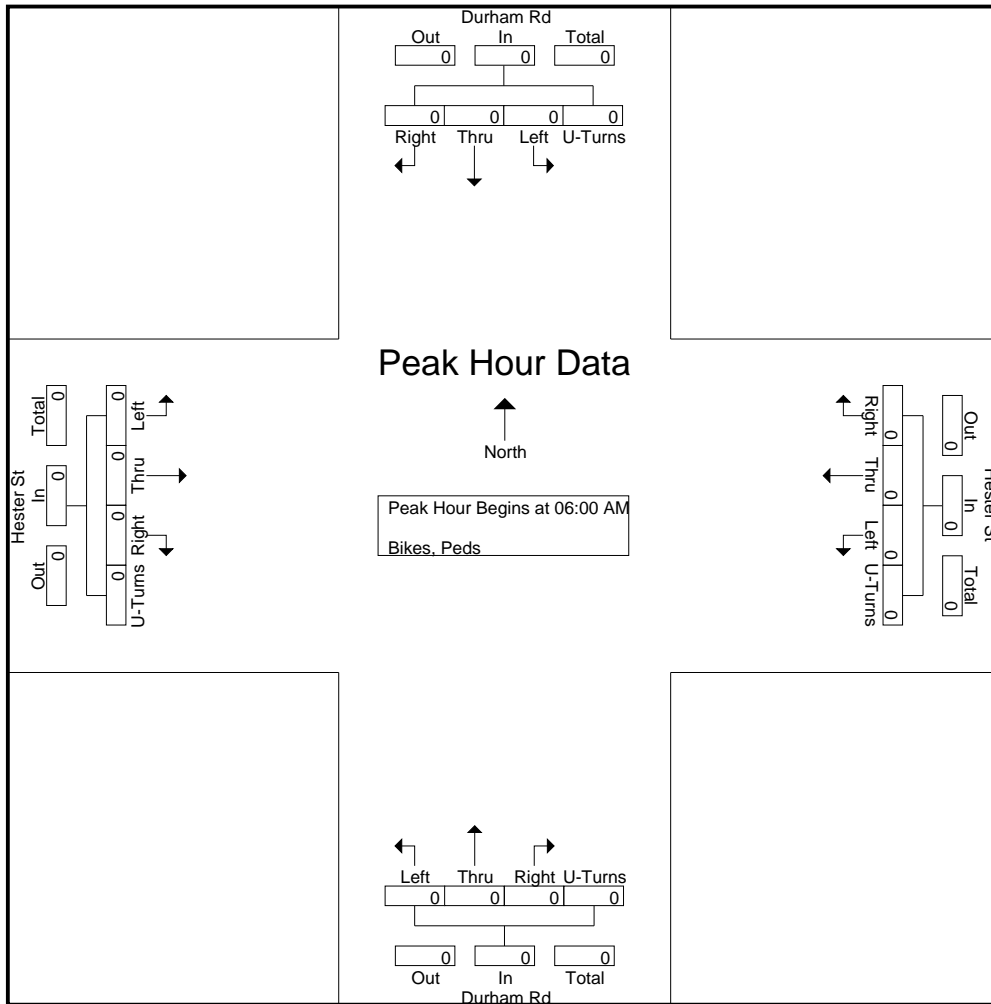 Durham Rd
Out In Total
0 0 0
0 0 0 0
Right Thru Left U-Turns
Peak Hour Data
North
Peak Hour Begins at 06:00 AM
Bikes, Peds
Hester St
Total In Out
0 0 0
0 0 0 0
Left Thru Right U-Turns
Right Thru Left U-Turns
0 0 0 0
0 0 0
Out In Total
Hester St
Left Thru Right U-Turns
0 0 0 0
0 0 0
Out In Total
Durham Rd